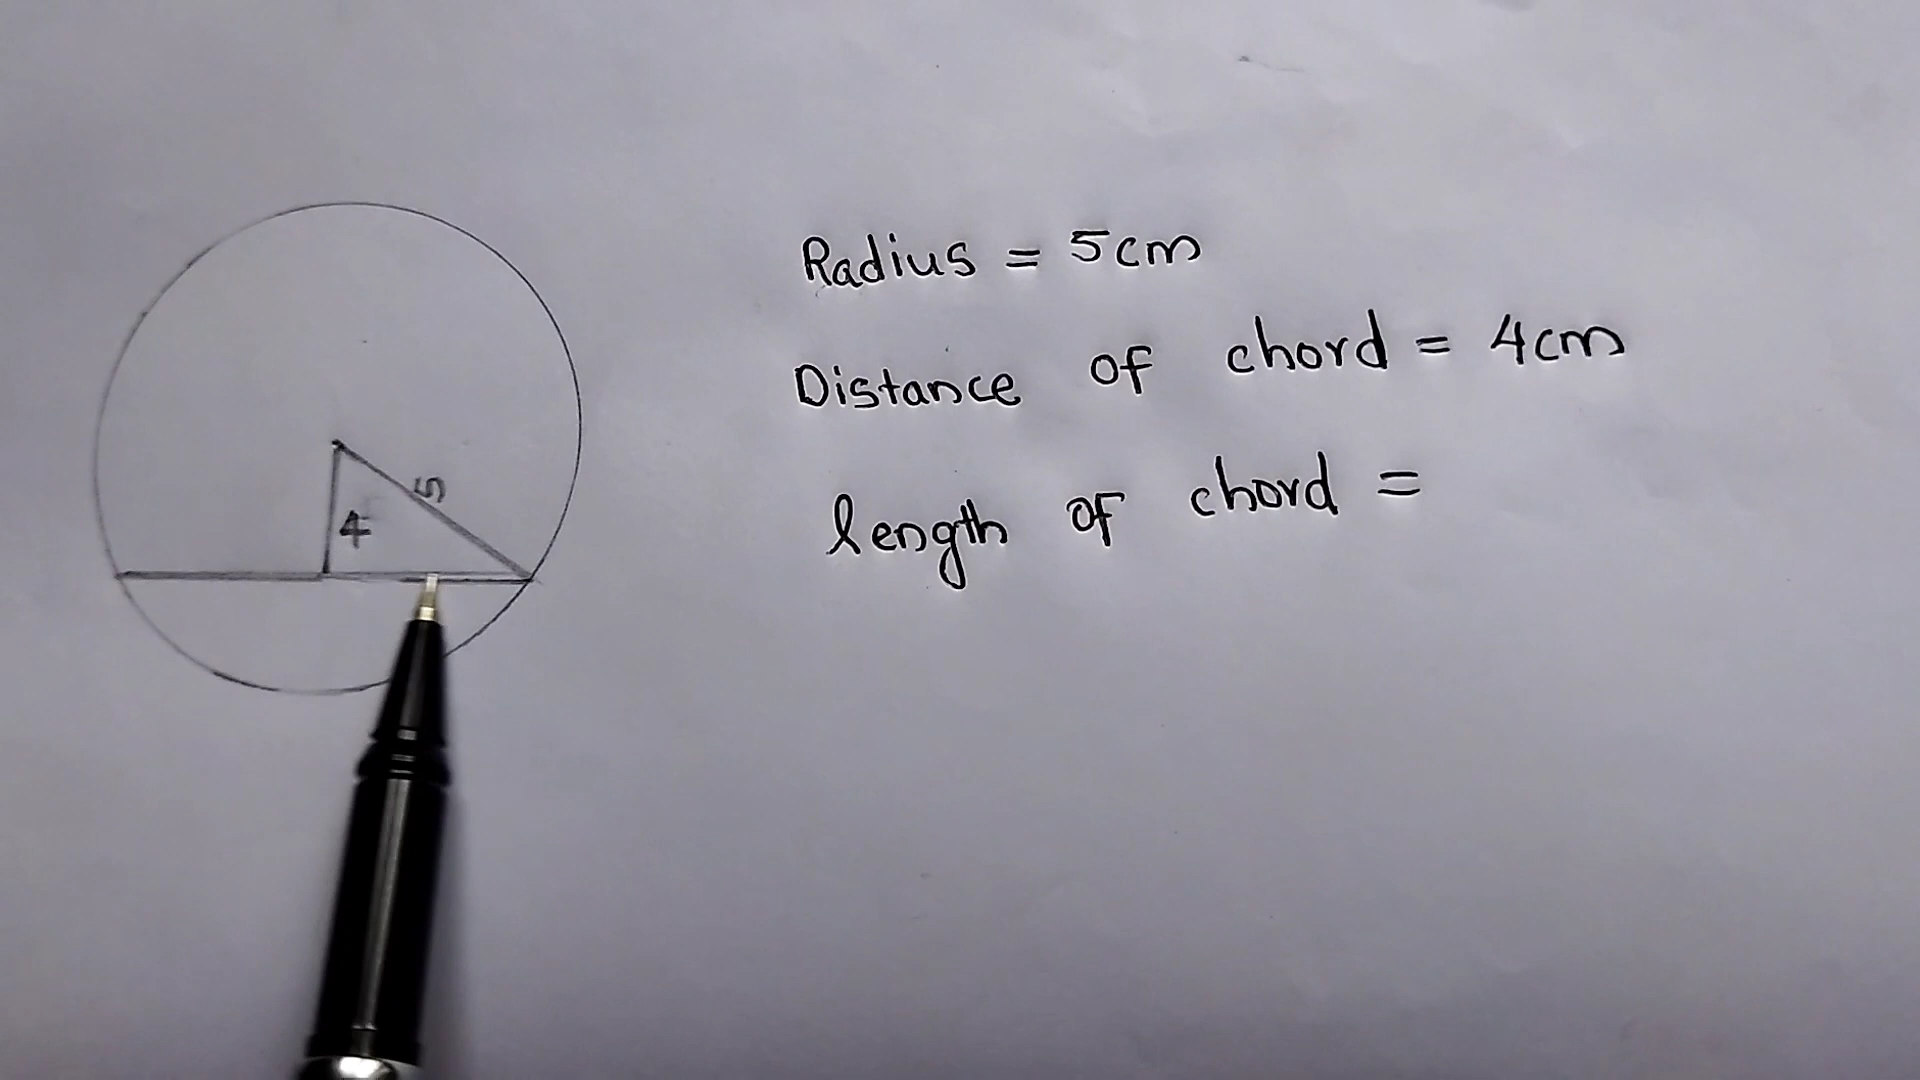 Radius = 5cm
Distance of chord = 4cm
length of chord =
5
4